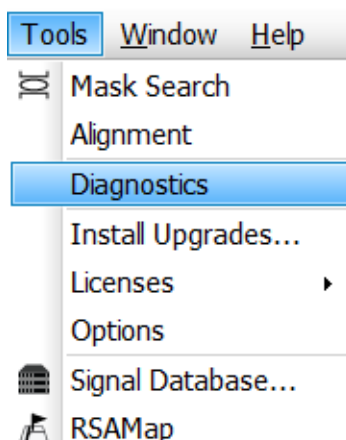 Tools Window Help
Mask Search
Alignment
Diagnostics
Install Upgrades...
Licenses
Options
Signal Database...
RSAMap